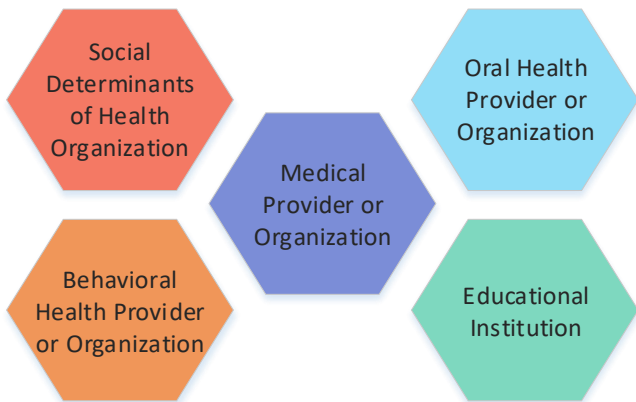 Social
Determinants
of Health
Organization
Oral Health
Provider or
Organization
Medical
Provider or
Organization
Behavioral
Health Provider
or Organization
Educational
Institution